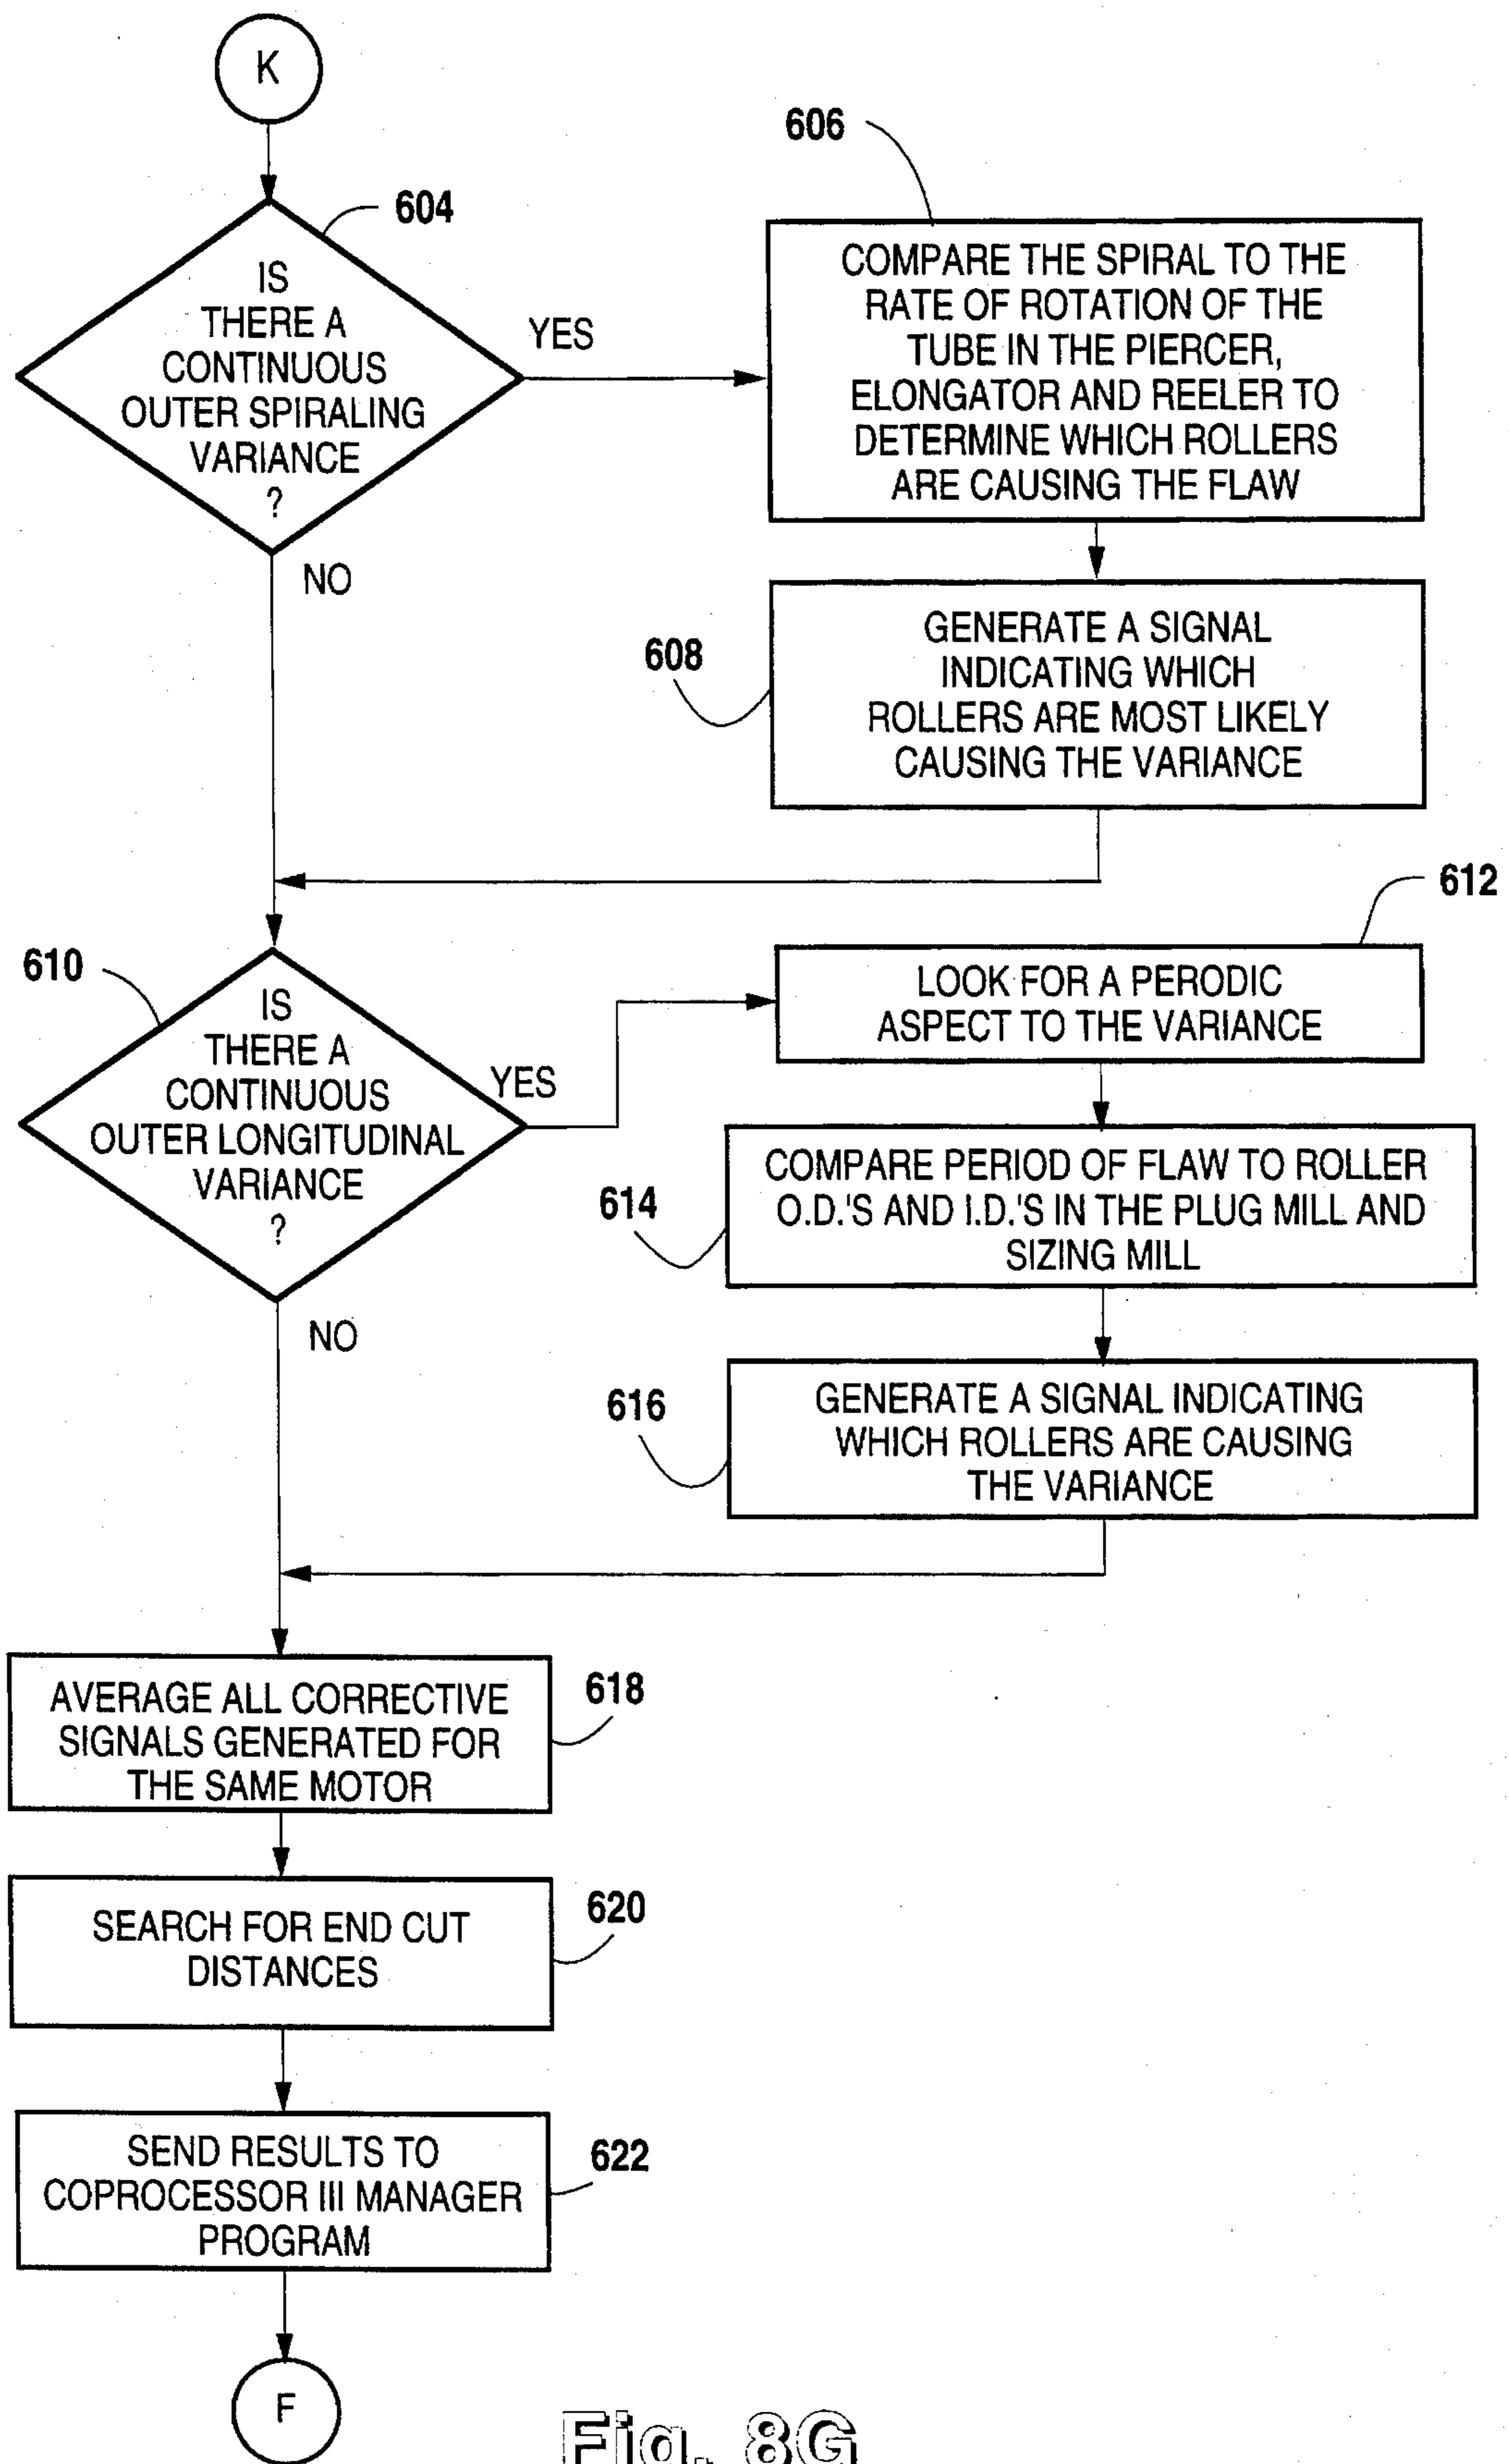 K
604
IS
THERE A
CONTINUOUS
OUTER SPIRALING
VARIANCE
?
YES
NO
606
COMPARE THE SPIRAL TO THE
RATE OF ROTATION OF THE
TUBE IN THE PIERCER,
ELONGATOR AND REELER TO
DETERMINE WHICH ROLLERS
ARE CAUSING THE FLAW
608
GENERATE A SIGNAL
INDICATING WHICH
ROLLERS ARE MOST LIKELY
CAUSING THE VARIANCE
610
IS
THERE A
CONTINUOUS
OUTER LONGITUDINAL
VARIANCE
?
YES
NO
612
LOOK FOR A PERODIC
ASPECT TO THE VARIANCE
614
COMPARE PERIOD OF FLAW TO ROLLER
O.D.'S AND I.D.'S IN THE PLUG MILL AND
SIZING MILL
616
GENERATE A SIGNAL INDICATING
WHICH ROLLERS ARE CAUSING
THE VARIANCE
618
AVERAGE ALL CORRECTIVE
SIGNALS GENERATED FOR
THE SAME MOTOR
620
SEARCH FOR END CUT
DISTANCES
622
SEND RESULTS TO
COPROCESSOR III MANAGER
PROGRAM
F
Fig. 8G